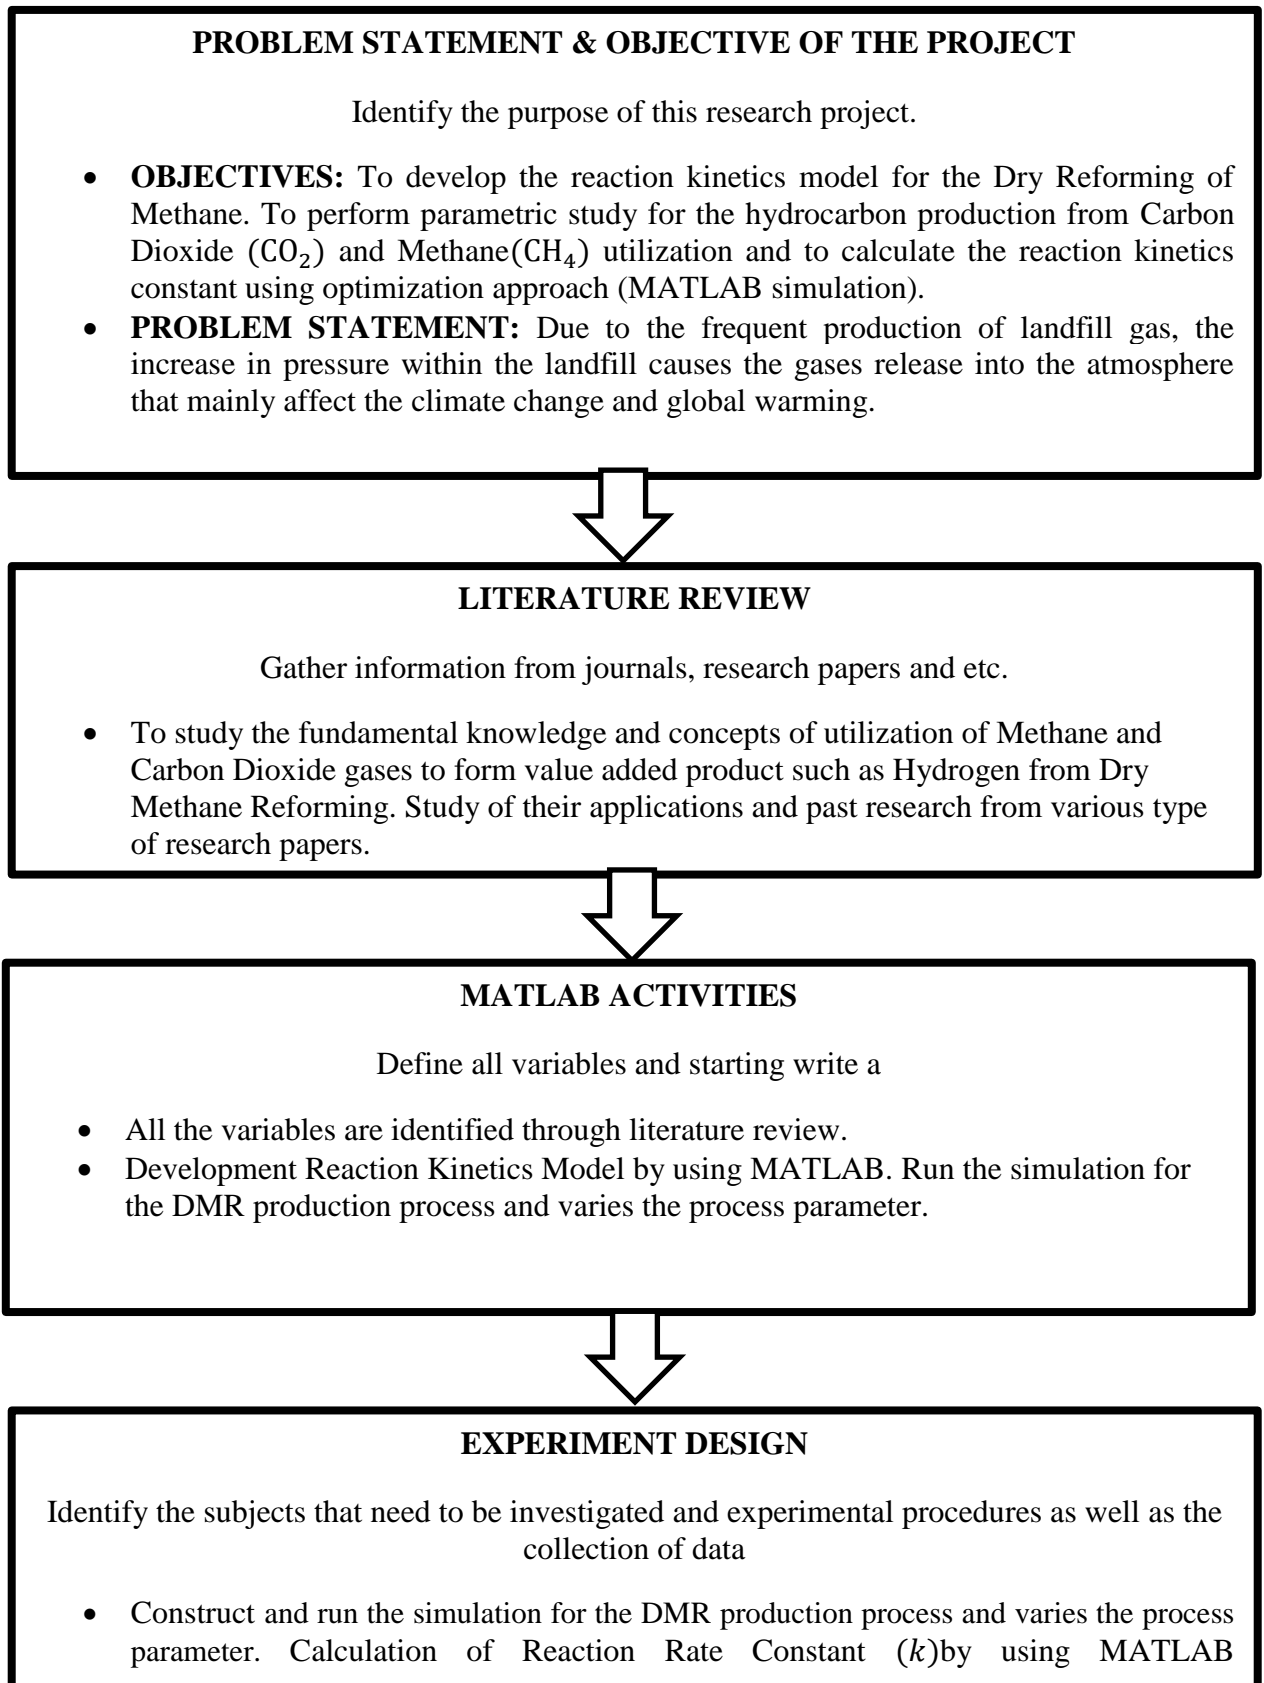 PROBLEM STATEMENT & OBJECTIVE OF THE PROJECT
Identify the purpose of this research project.
• OBJECTIVES: To develop the reaction kinetics model for the Dry Reforming of
Methane. To perform parametric study for the hydrocarbon production from Carbon
Dioxide (CO₂) and Methane(CH₄) utilization and to calculate the reaction kinetics
constant using optimization approach (MATLAB simulation).
• PROBLEM STATEMENT: Due to the frequent production of landfill gas, the
increase in pressure within the landfill causes the gases release into the atmosphere
that mainly affect the climate change and global warming.
LITERATURE REVIEW
Gather information from journals, research papers and etc.
• To study the fundamental knowledge and concepts of utilization of Methane and
Carbon Dioxide gases to form value added product such as Hydrogen from Dry
Methane Reforming. Study of their applications and past research from various type
of research papers.
MATLAB ACTIVITIES
Define all variables and starting write a
• All the variables are identified through literature review.
• Development Reaction Kinetics Model by using MATLAB. Run the simulation for
the DMR production process and varies the process parameter.
EXPERIMENT DESIGN
Identify the subjects that need to be investigated and experimental procedures as well as the
collection of data
• Construct and run the simulation for the DMR production process and varies the process
parameter. Calculation of Reaction Rate Constant (k)by using MATLAB